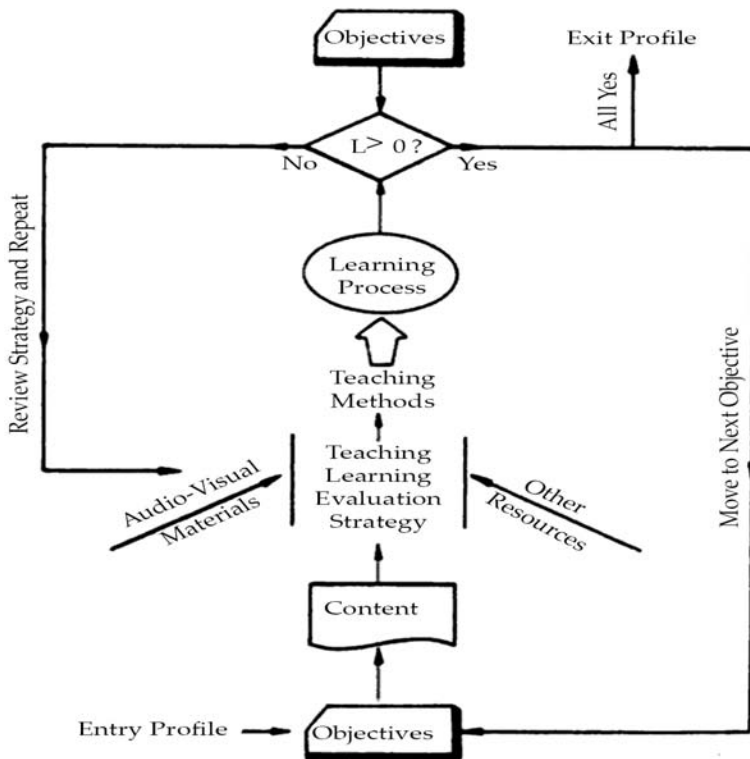 Objectives
Exit Profile
All Yes
L> 0 ?
No
Yes
Learning
Process
Review Strategy and Repeat
Move to Next Objective
Teaching
Methods
Teaching
Learning
Evaluation
Strategy
Audio-Visual
Materials
Other
Resources
Content
Entry Profile
Objectives